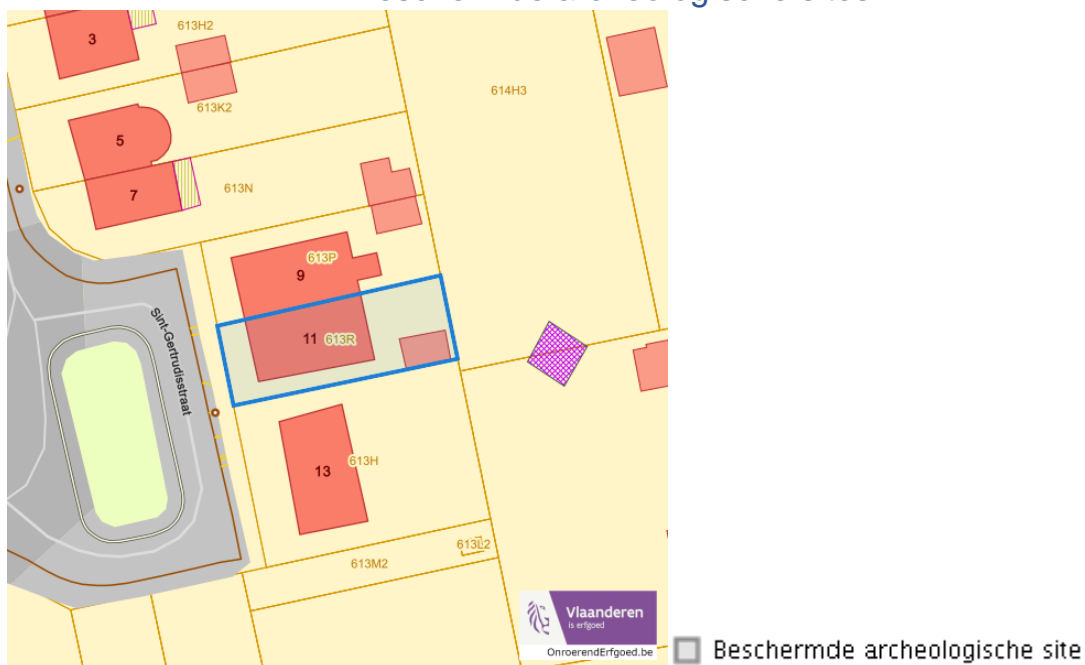 3
613H2
614H3
613K2
5
7
613N
613P
9
11 613R
Sint-Gertrudisstraat
13 613H
613L2
613M2
Vlaanderen
is erfgoed
OnroerendErfgoed.be
Beschermde archeologische site